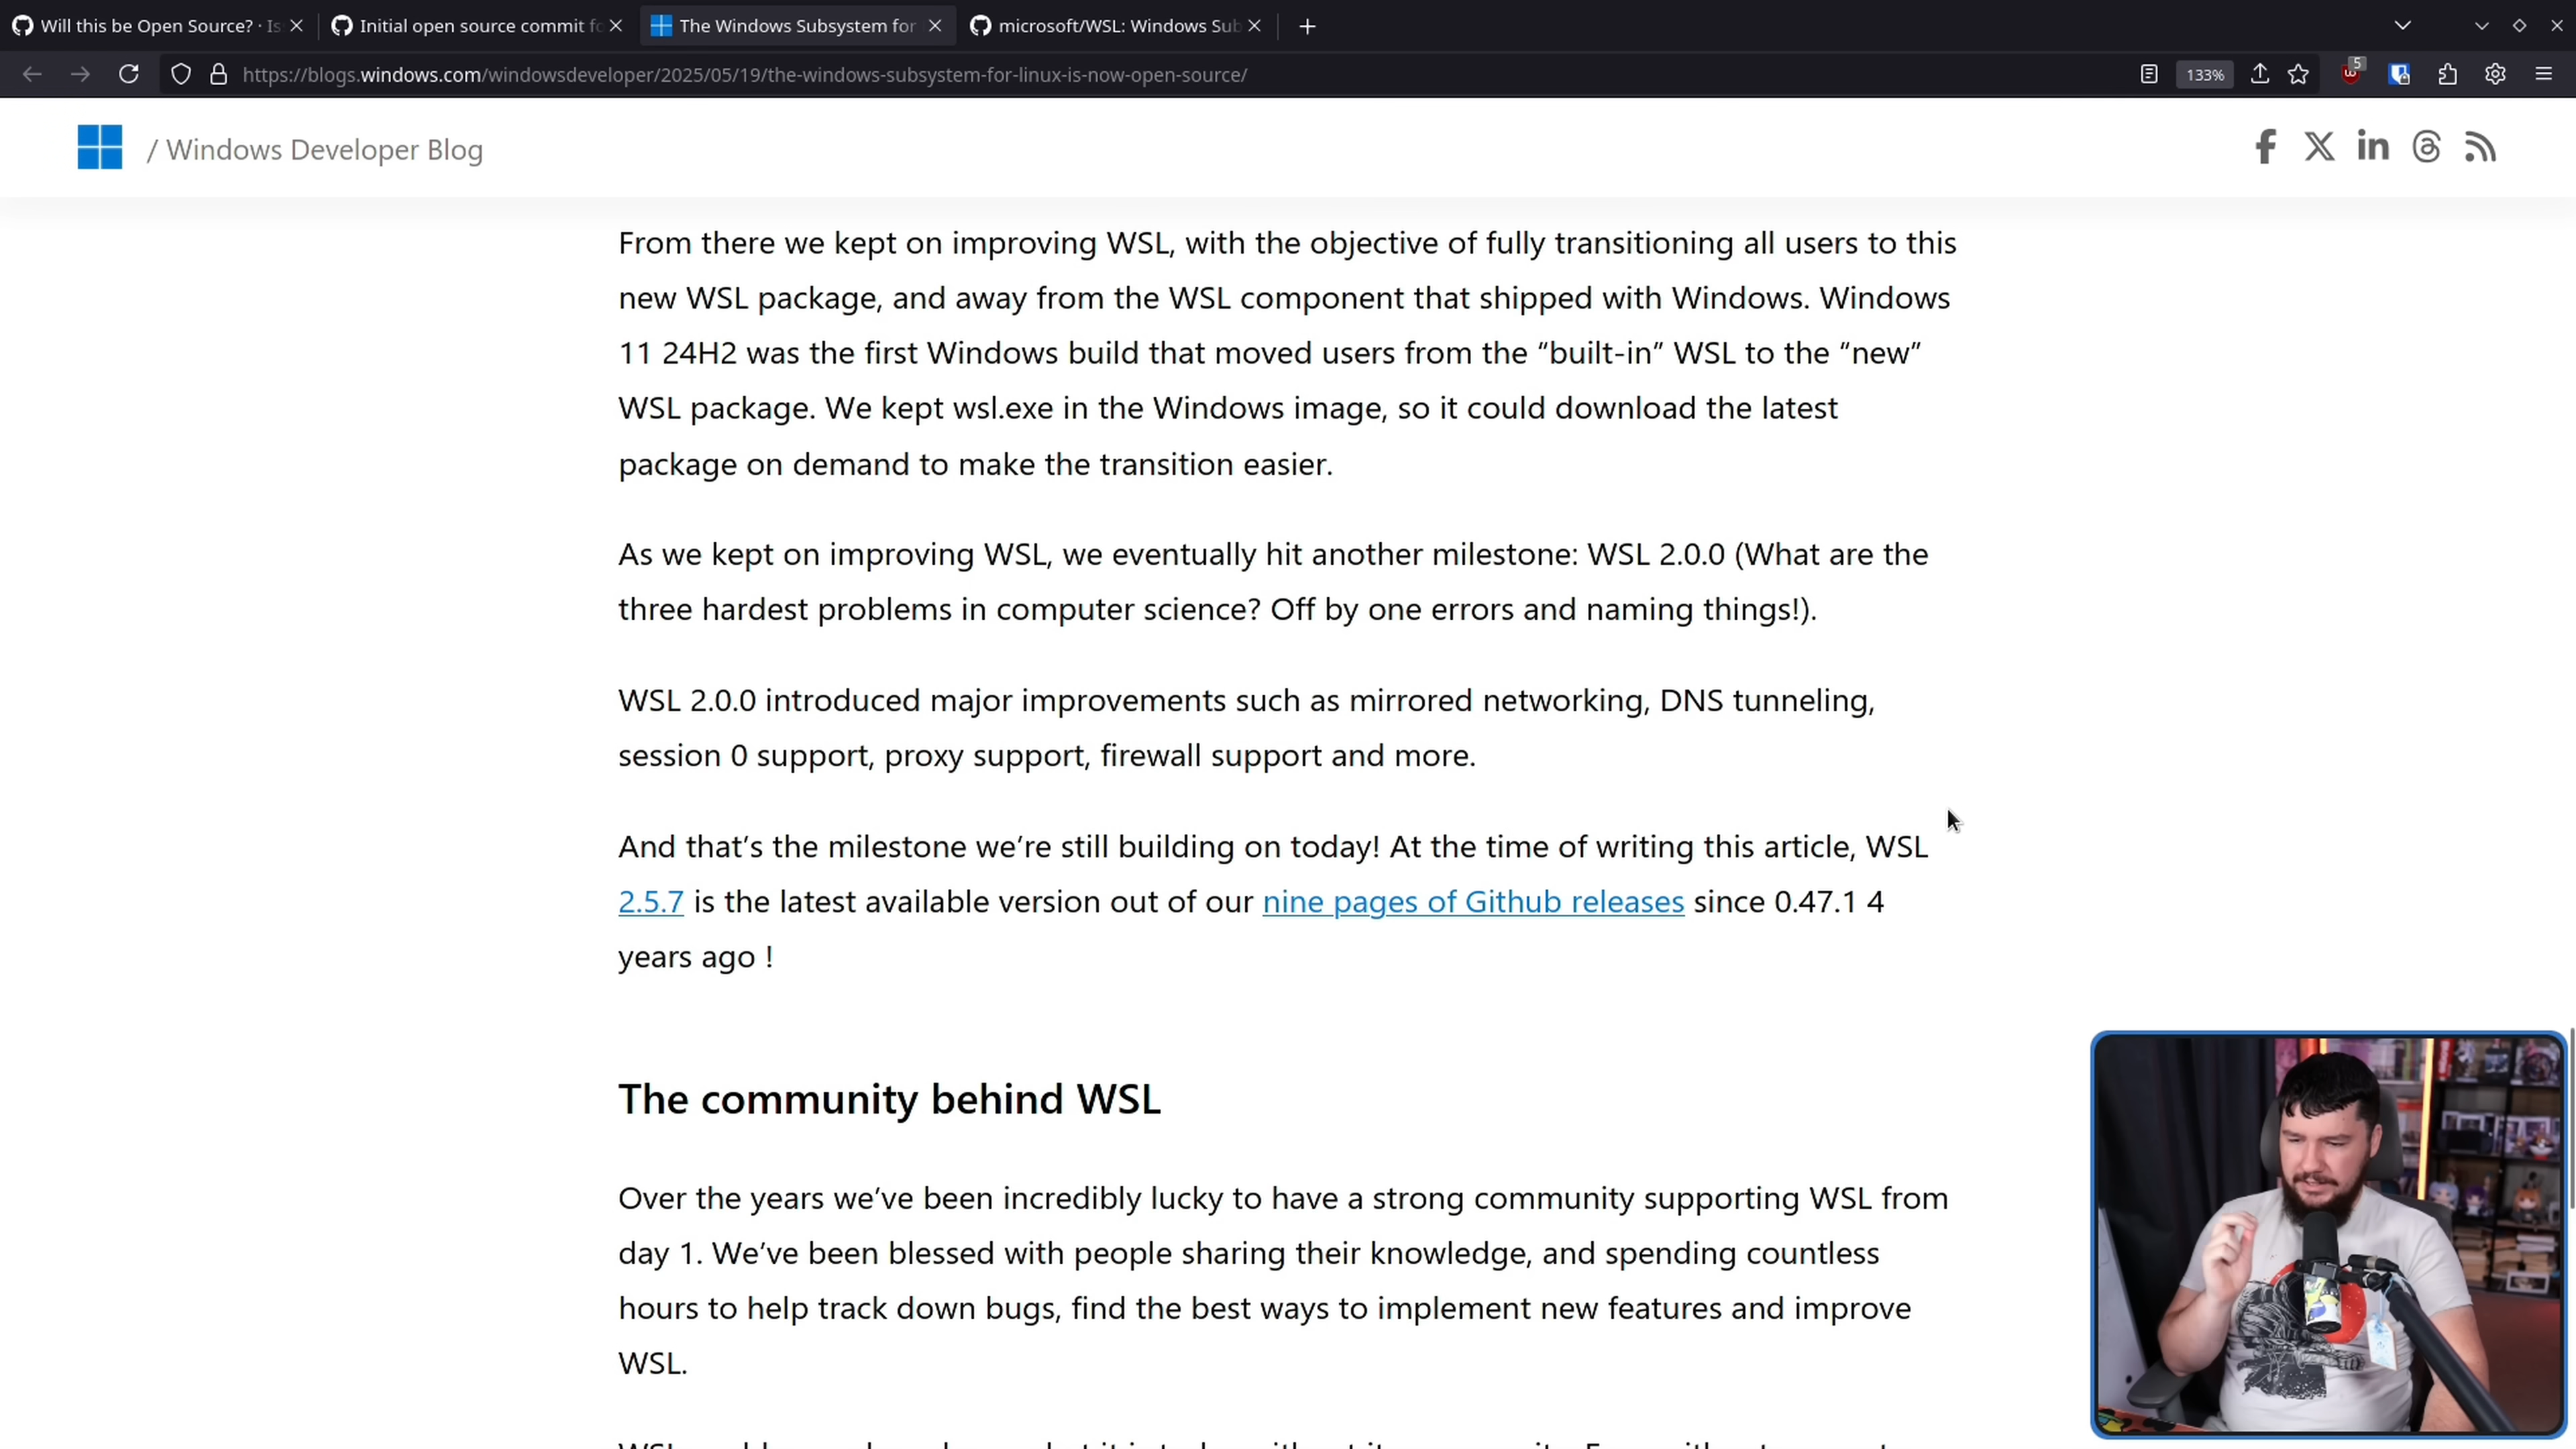 Will this be Open Source? · Is
Initial open source commit fo
The Windows Subsystem for
microsoft/WSL: Windows Sub
https://blogs.windows.com/windowsdeveloper/2025/05/19/the-windows-subsystem-for-linux-is-now-open-source/
133%
5
/ Windows Developer Blog
From there we kept on improving WSL, with the objective of fully transitioning all users to this
new WSL package, and away from the WSL component that shipped with Windows. Windows
11 24H2 was the first Windows build that moved users from the “built-in” WSL to the “new”
WSL package. We kept wsl.exe in the Windows image, so it could download the latest
package on demand to make the transition easier.
As we kept on improving WSL, we eventually hit another milestone: WSL 2.0.0 (What are the
three hardest problems in computer science? Off by one errors and naming things!).
WSL 2.0.0 introduced major improvements such as mirrored networking, DNS tunneling,
session 0 support, proxy support, firewall support and more.
And that’s the milestone we’re still building on today! At the time of writing this article, WSL
2.5.7 is the latest available version out of our nine pages of Github releases since 0.47.1 4
years ago !
The community behind WSL
Over the years we’ve been incredibly lucky to have a strong community supporting WSL from
day 1. We’ve been blessed with people sharing their knowledge, and spending countless
hours to help track down bugs, find the best ways to implement new features and improve
WSL.